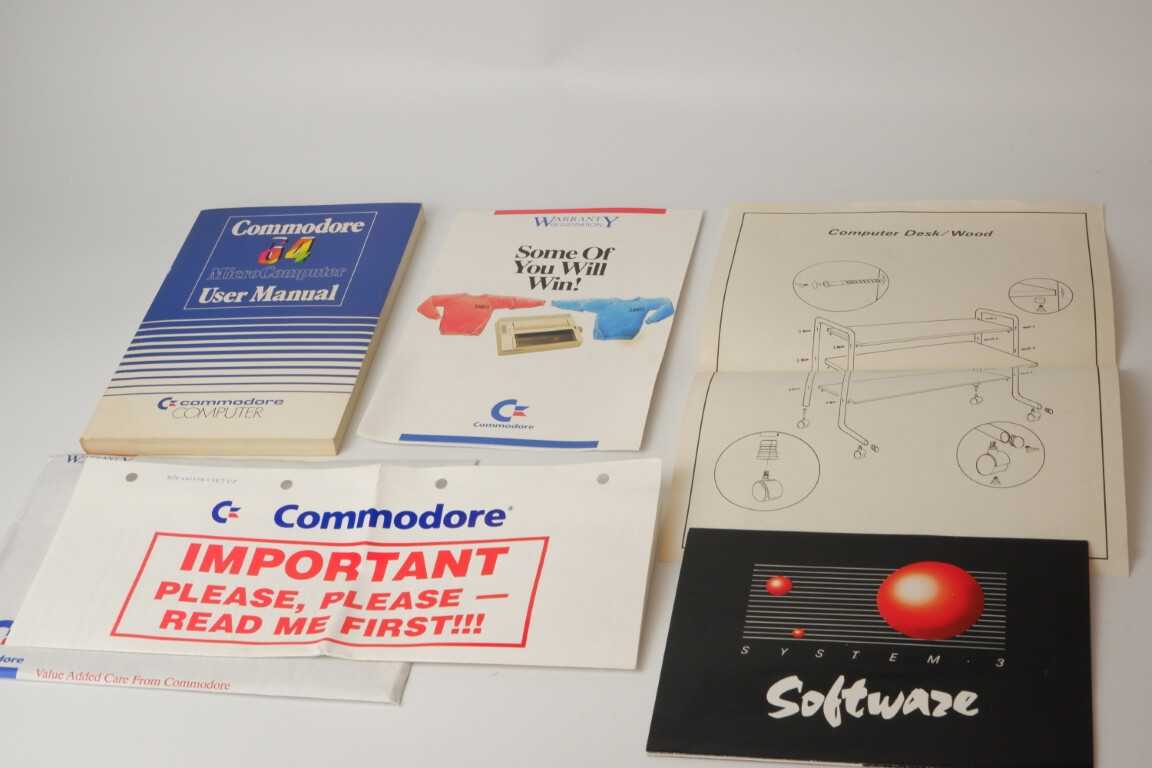 Commodore
64
MicroComputer
User Manual
commodore
COMPUTER
WARRANTY
REGISTRATION
Some Of
You Will
Win!
Commodore
Computer Desk/Wood
Commodore®
IMPORTANT
PLEASE, PLEASE —
READ ME FIRST!!!
Value Added Care From Commodore
SYSTEM·3
Software